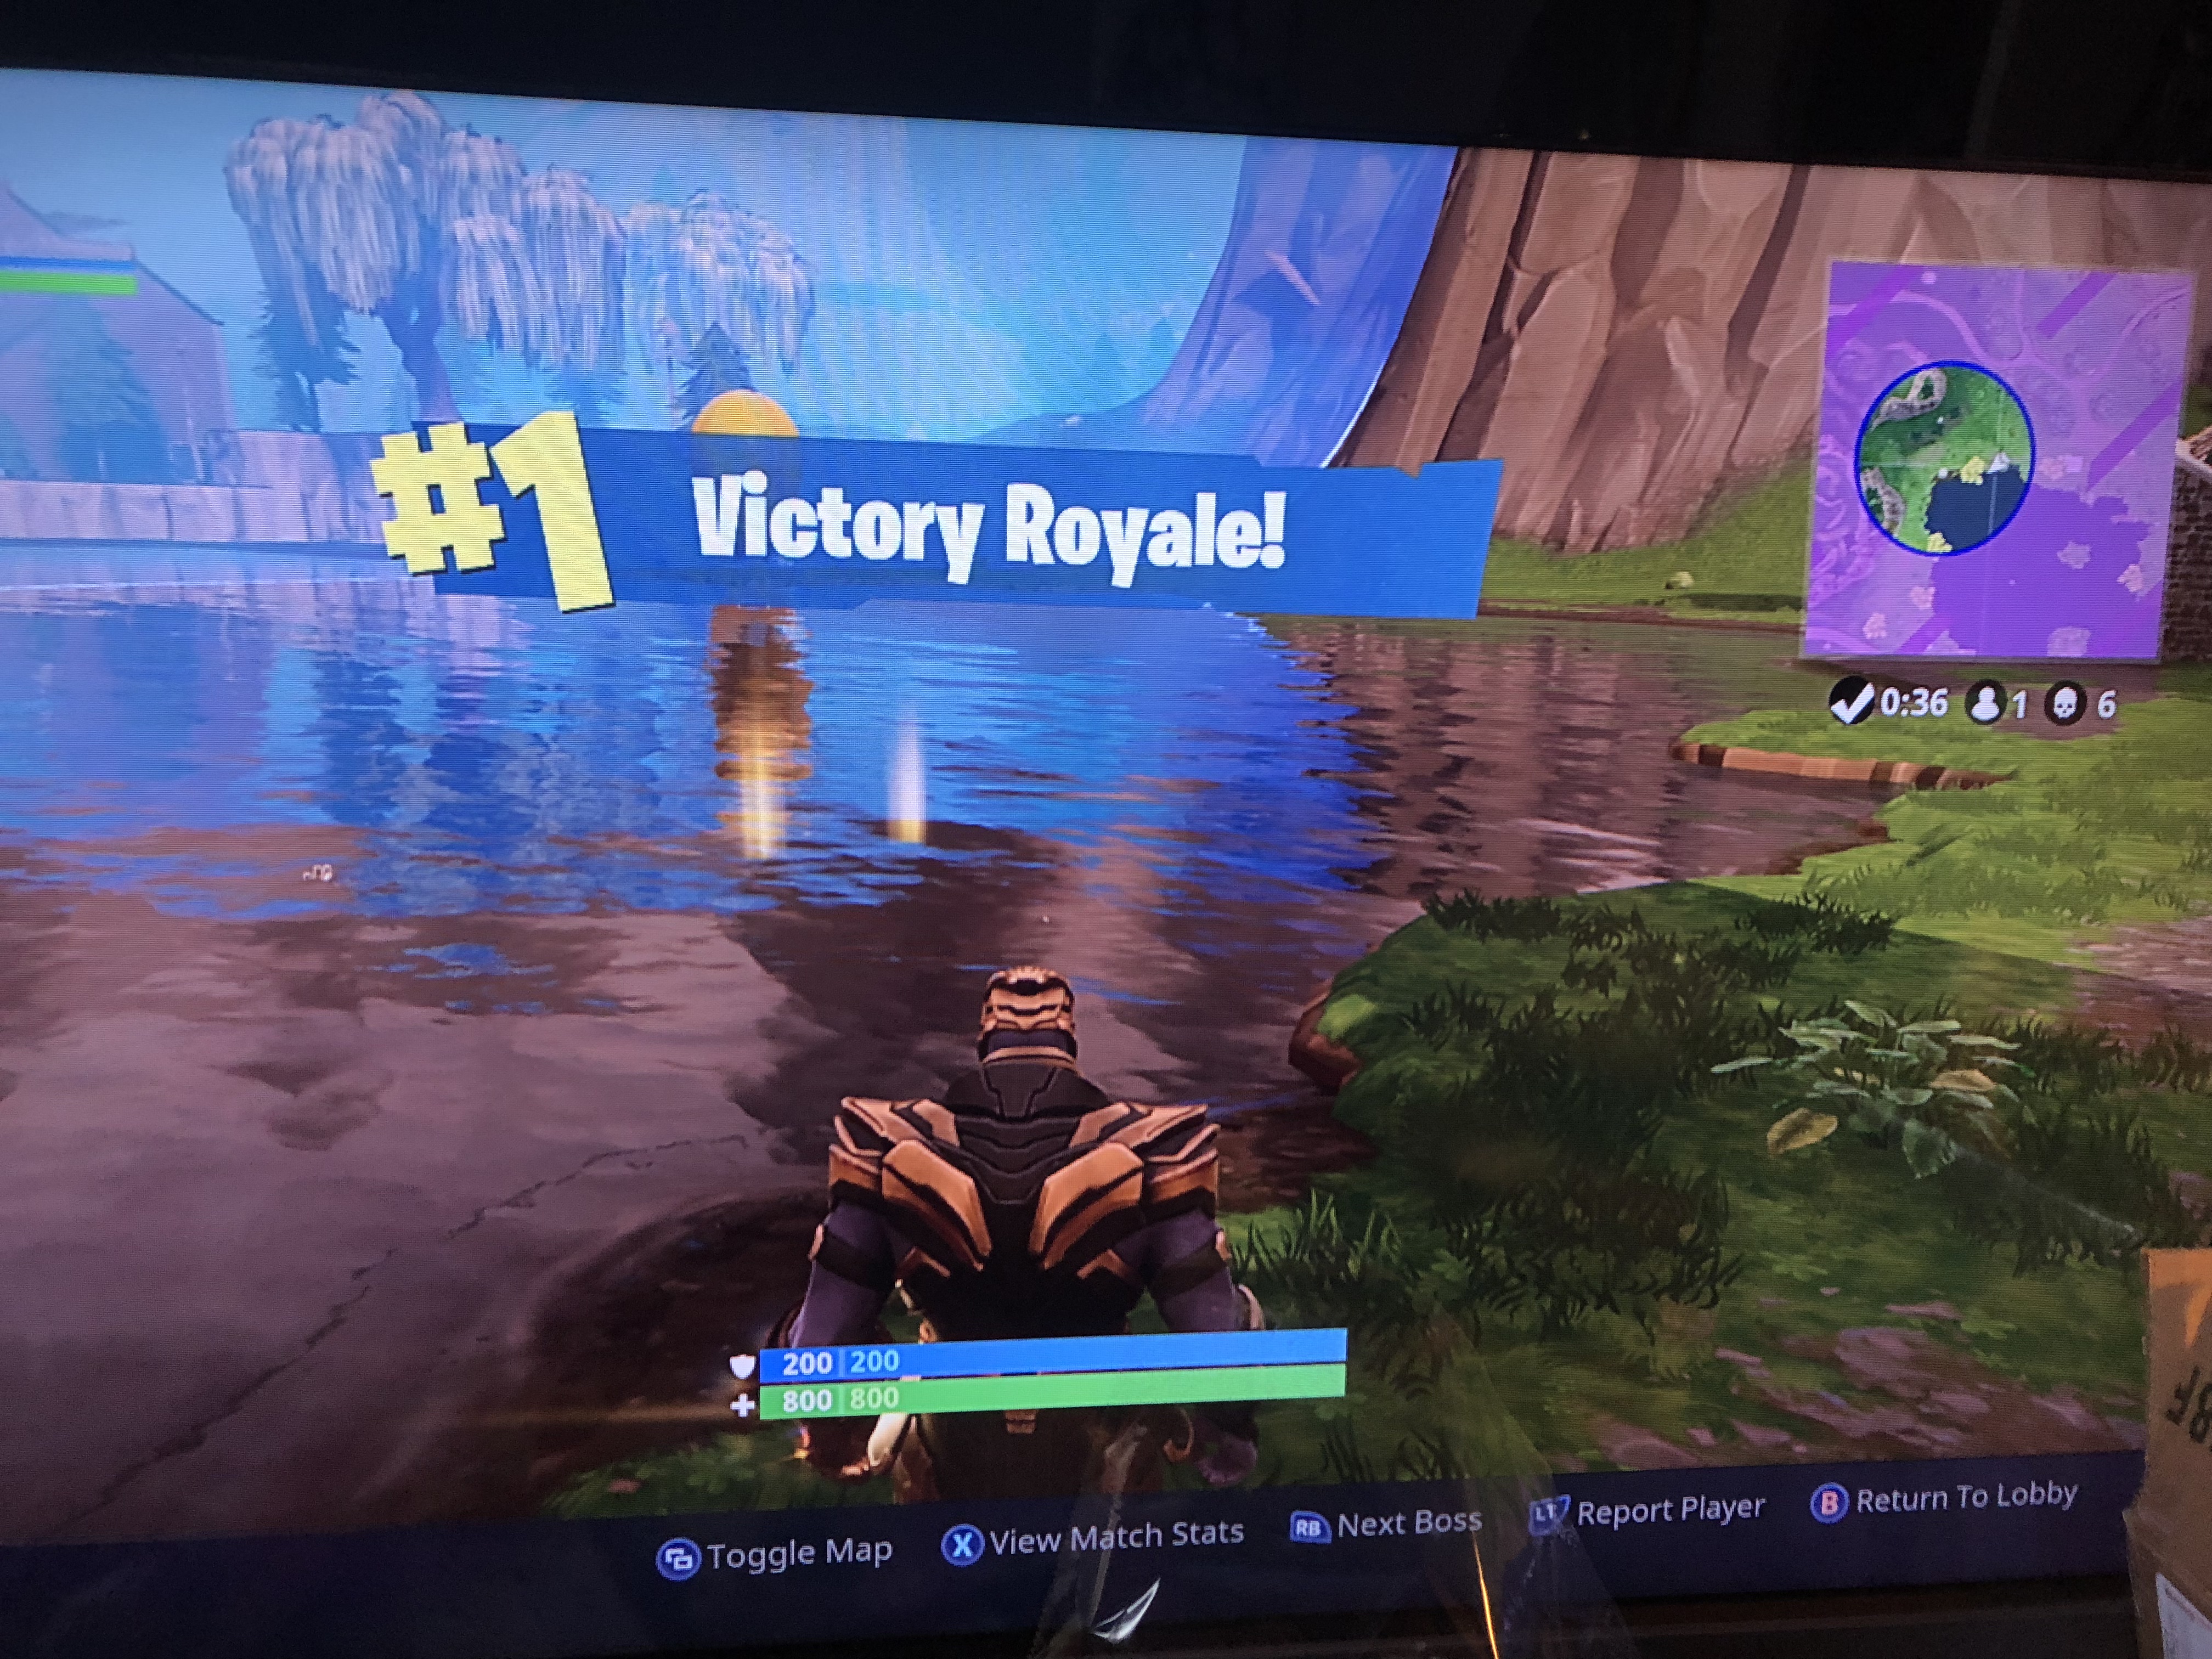 #1 Victory Royale!
0:36 1 6
200 | 200
800 | 800
Toggle Map X View Match Stats RB Next Boss LT Report Player B Return To Lobby